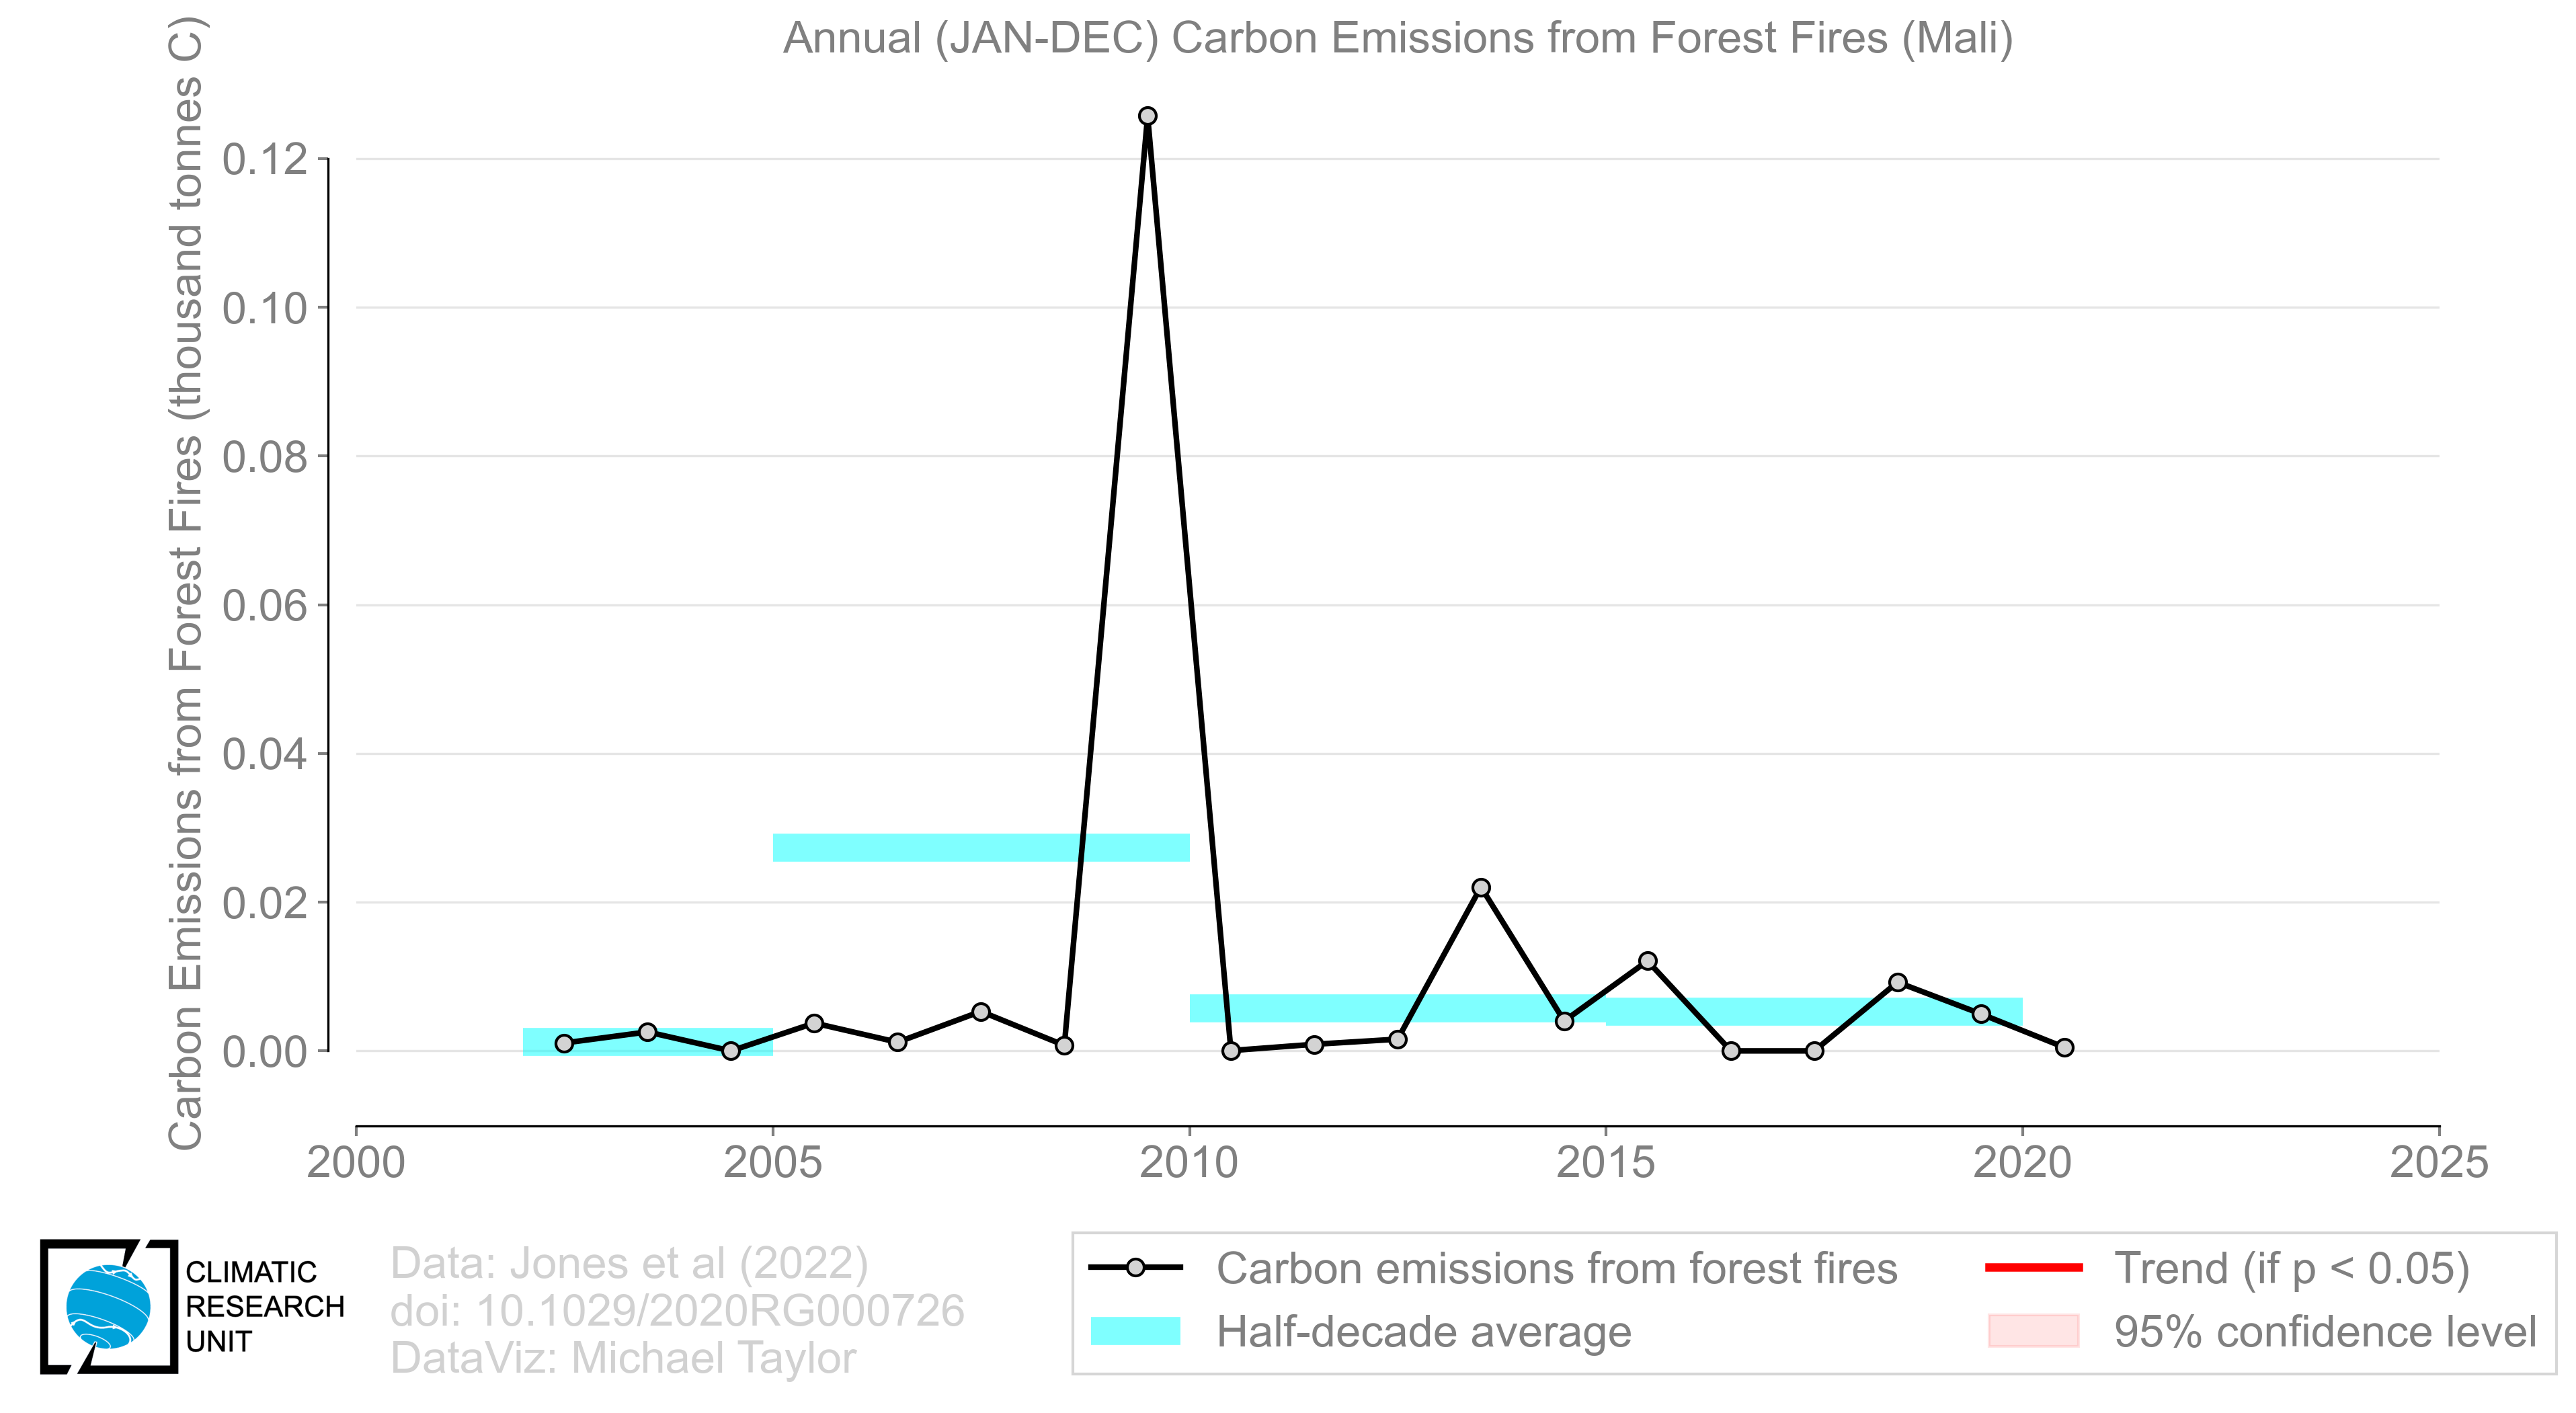 Annual (JAN-DEC) Carbon Emissions from Forest Fires (Mali)
Carbon Emissions from Forest Fires (thousand tonnes C)
0.12
0.10
0.08
0.06
0.04
0.02
0.00
2000 2005 2010 2015 2020 2025
CLIMATIC
RESEARCH
UNIT
Data: Jones et al (2022)
doi: 10.1029/2020RG000726
DataViz: Michael Taylor
Carbon emissions from forest fires
Half-decade average
Trend (if p < 0.05)
95% confidence level